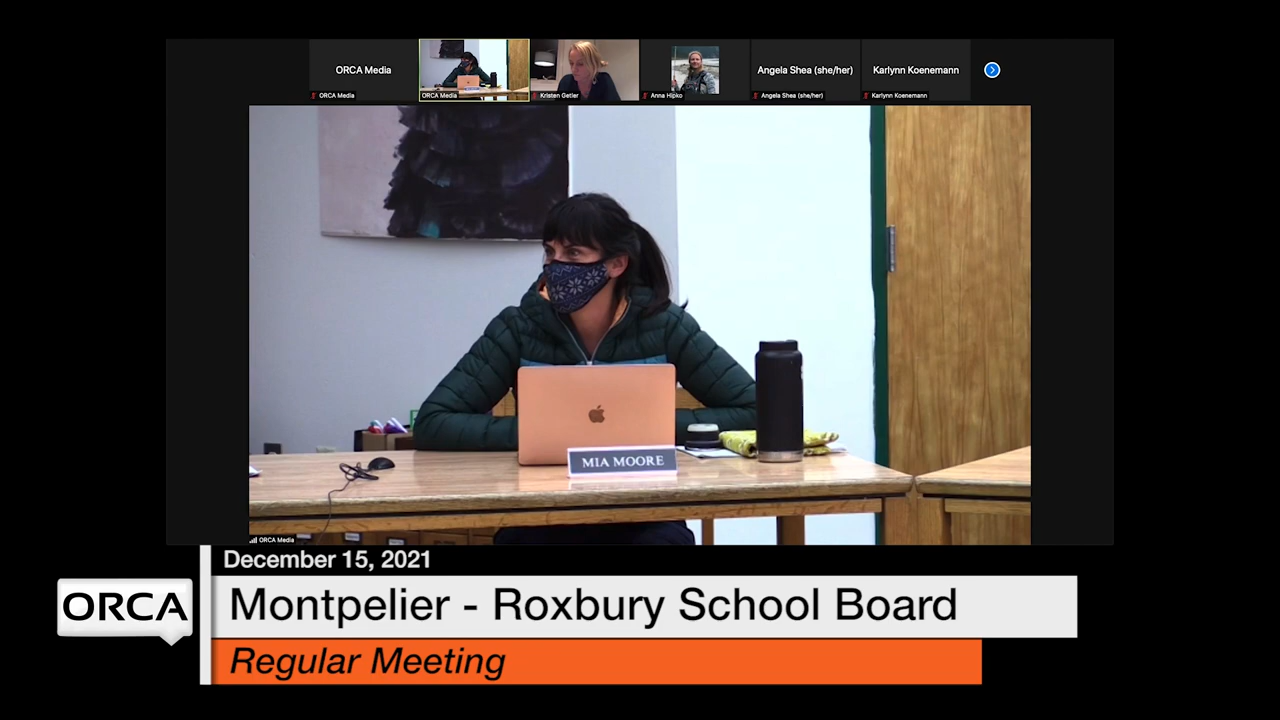 ORCA Media
Angela Shea (she/her)
Karlynn Koenemann
ORCA Media
ORCA Media
Kristen Getler
Anna Hipko
Angela Shea (she/her)
Karlynn Koenemann
MIA MOORE
ORCA Media
December 15, 2021
ORCA
Montpelier - Roxbury School Board
Regular Meeting